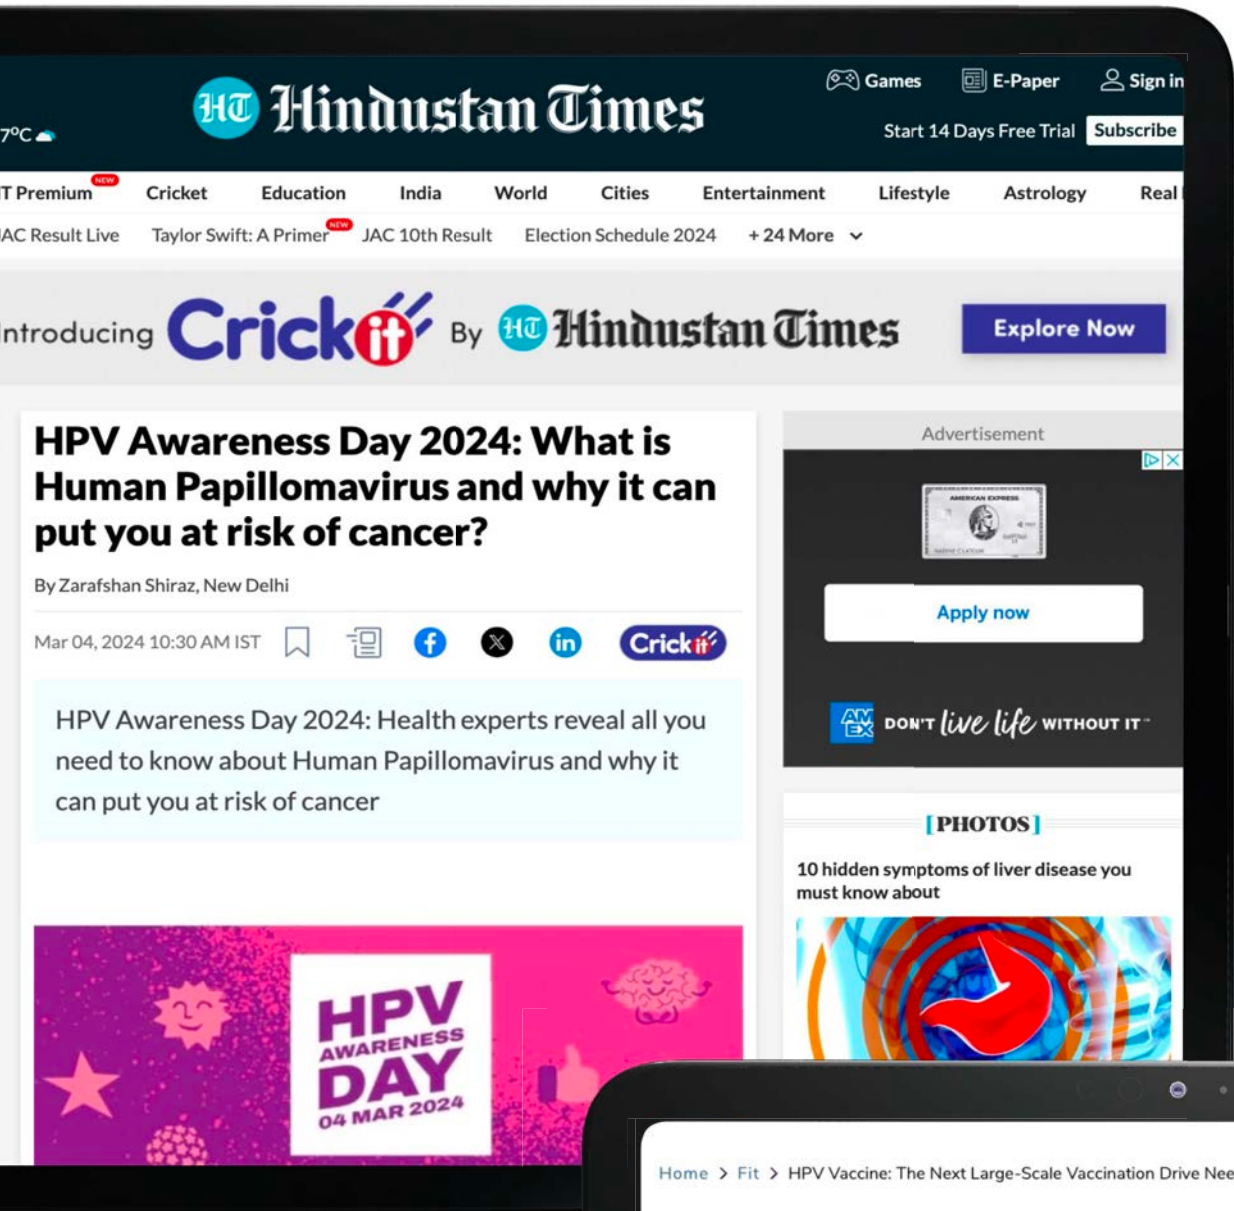 HT Hindustan Times
Games E-Paper Sign in
7°C
Start 14 Days Free Trial Subscribe
T Premium NEW Cricket Education India World Cities Entertainment Lifestyle Astrology Real
AC Result Live Taylor Swift: A Primer NEW JAC 10th Result Election Schedule 2024 + 24 More
ntroducing Crickit By HT Hindustan Times Explore Now
HPV Awareness Day 2024: What is
Human Papillomavirus and why it can
put you at risk of cancer?
By Zarafshan Shiraz, New Delhi
Mar 04, 2024 10:30 AM IST f X in Crickit
HPV Awareness Day 2024: Health experts reveal all you
need to know about Human Papillomavirus and why it
can put you at risk of cancer
HPV
AWARENESS
DAY
04 MAR 2024
Advertisement
AMERICAN EXPRESS
Apply now
AM
EX
DON'T live life WITHOUT IT
[PHOTOS]
10 hidden symptoms of liver disease you
must know about
Home > Fit > HPV Vaccine: The Next Large-Scale Vaccination Drive Nee